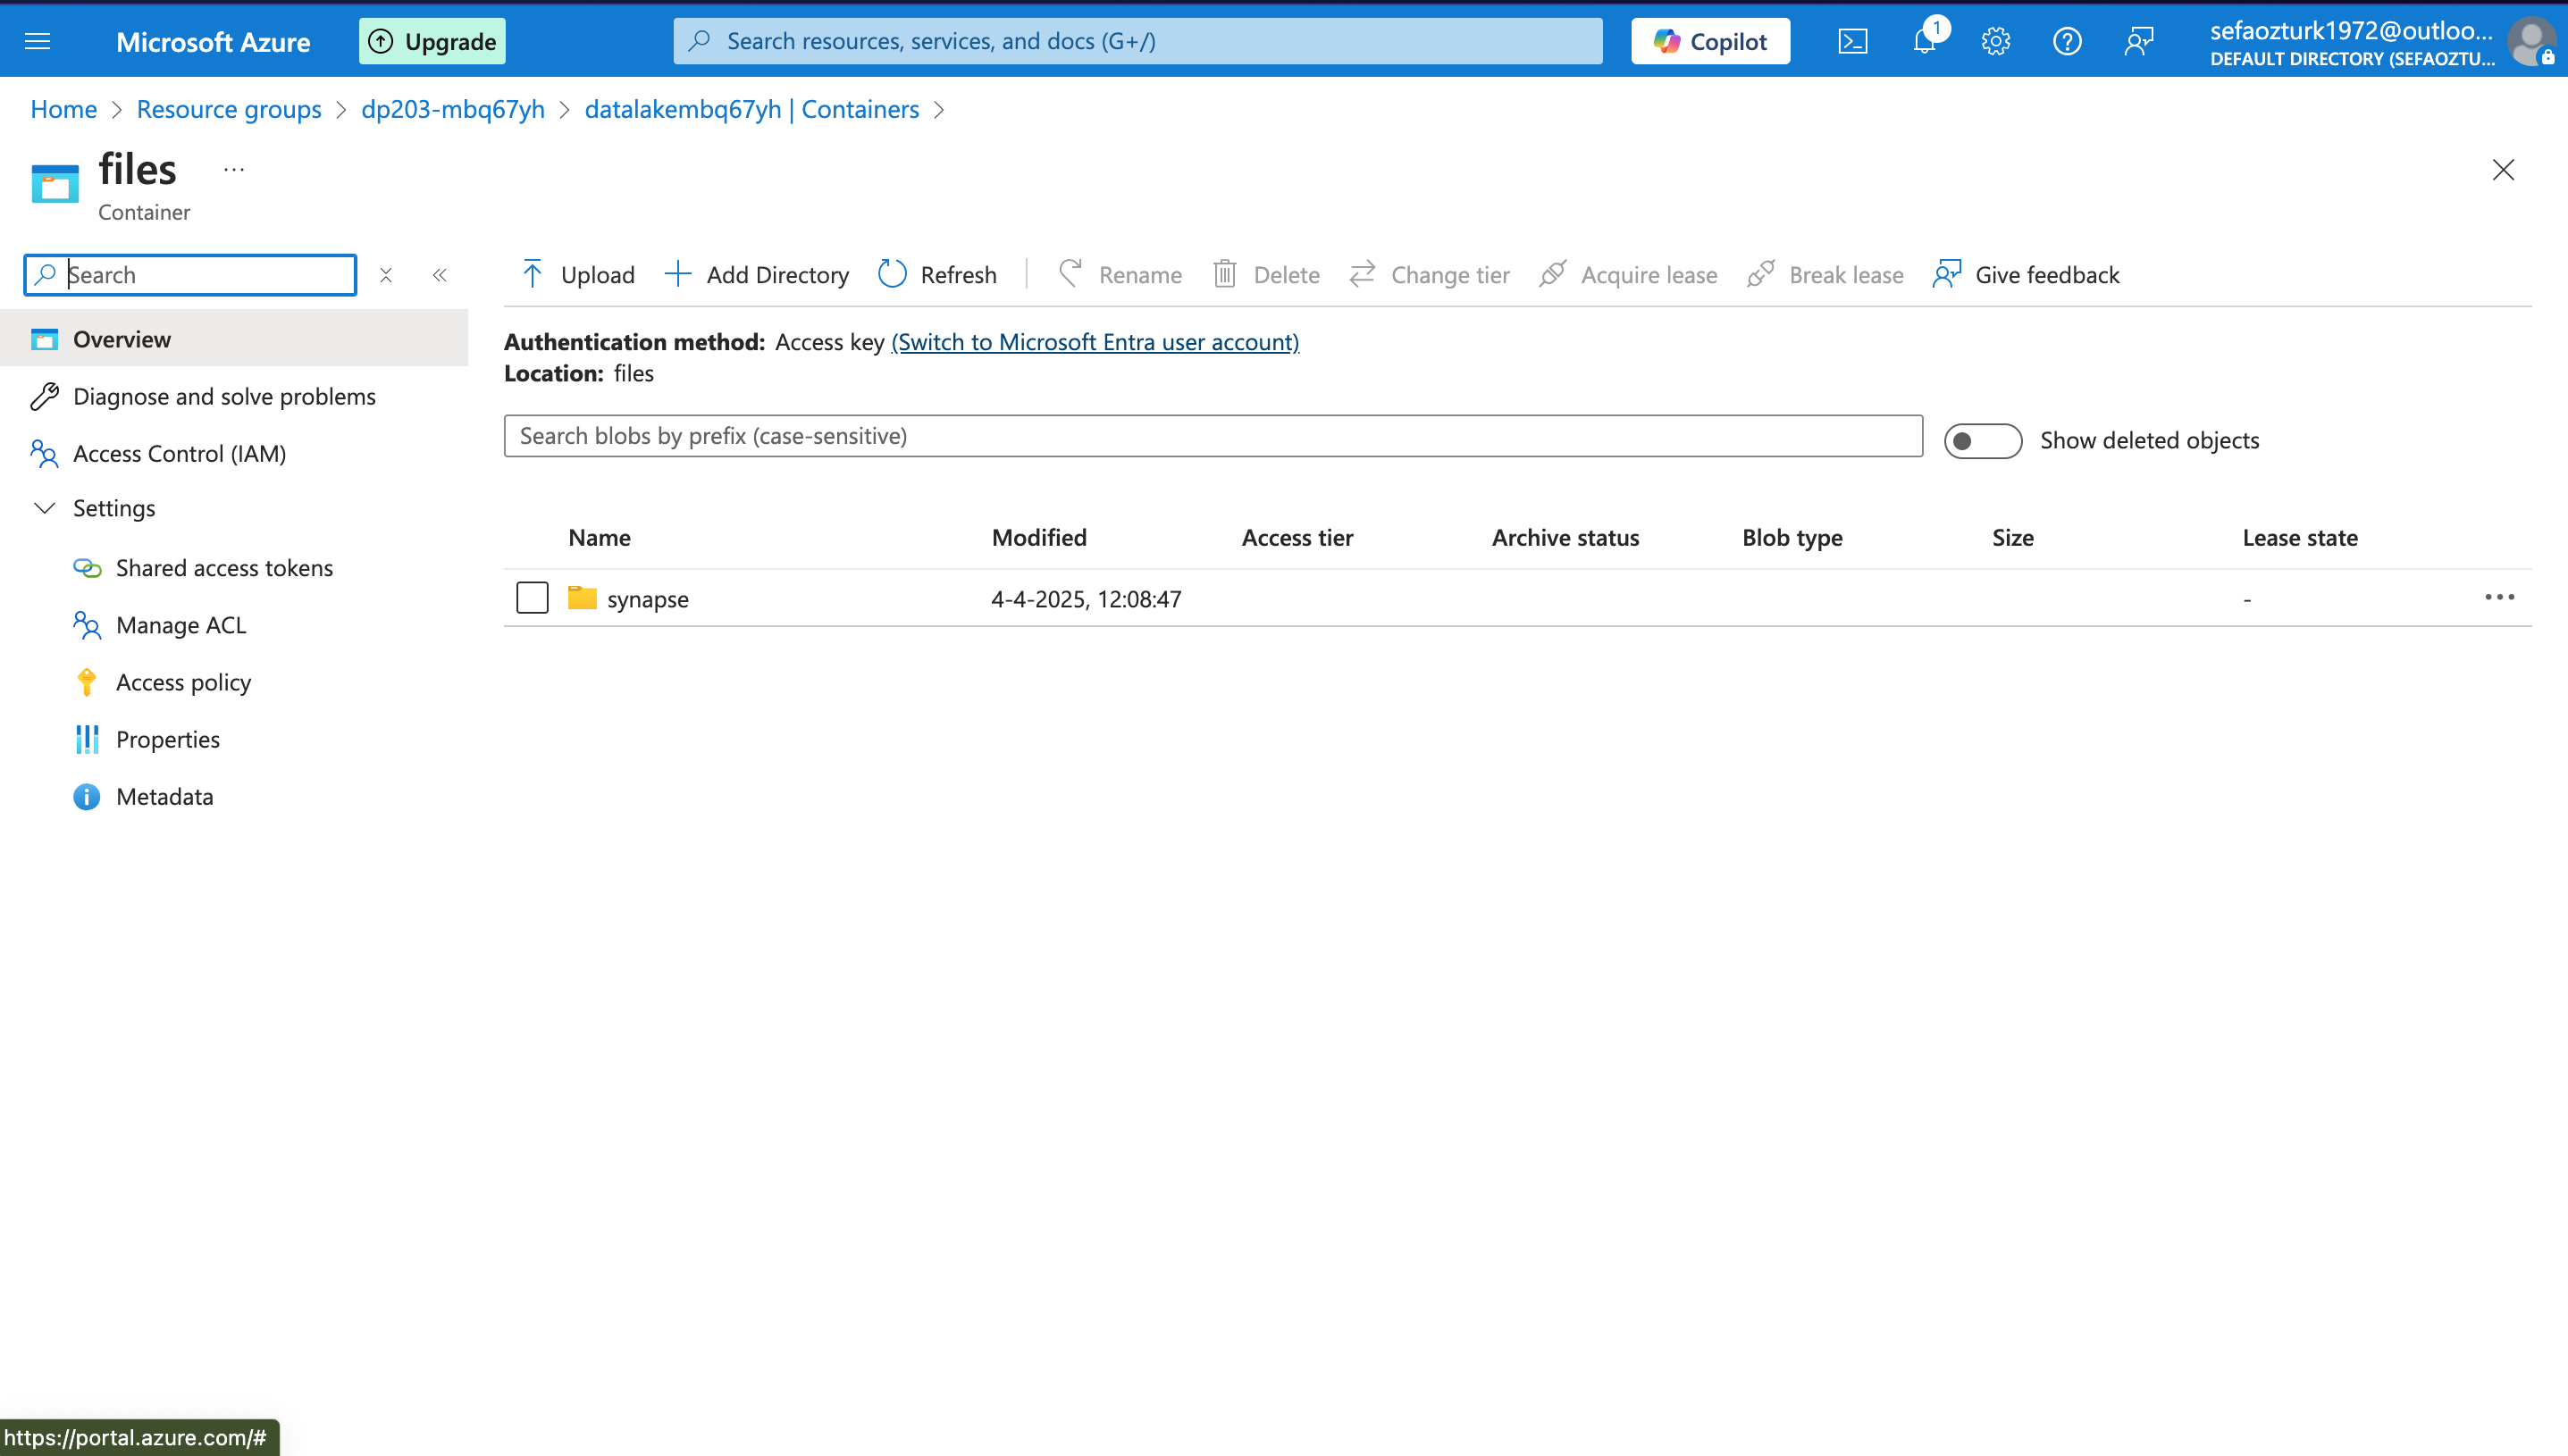 Microsoft Azure
Upgrade
Search resources, services, and docs (G+/)
Copilot
1
sefaozturk1972@outloo...
DEFAULT DIRECTORY (SEFAOZTU...
Home > Resource groups > dp203-mbq67yh > datalakembq67yh | Containers >
files
...
Container
Search
Upload
Add Directory
Refresh
Rename
Delete
Change tier
Acquire lease
Break lease
Give feedback
Overview
Diagnose and solve problems
Access Control (IAM)
Settings
Shared access tokens
Manage ACL
Access policy
Properties
Metadata
Authentication method: Access key (Switch to Microsoft Entra user account)
Location: files
Search blobs by prefix (case-sensitive)
Show deleted objects
Name Modified Access tier Archive status Blob type Size Lease state
synapse 4-4-2025, 12:08:47 - ...
https://portal.azure.com/#